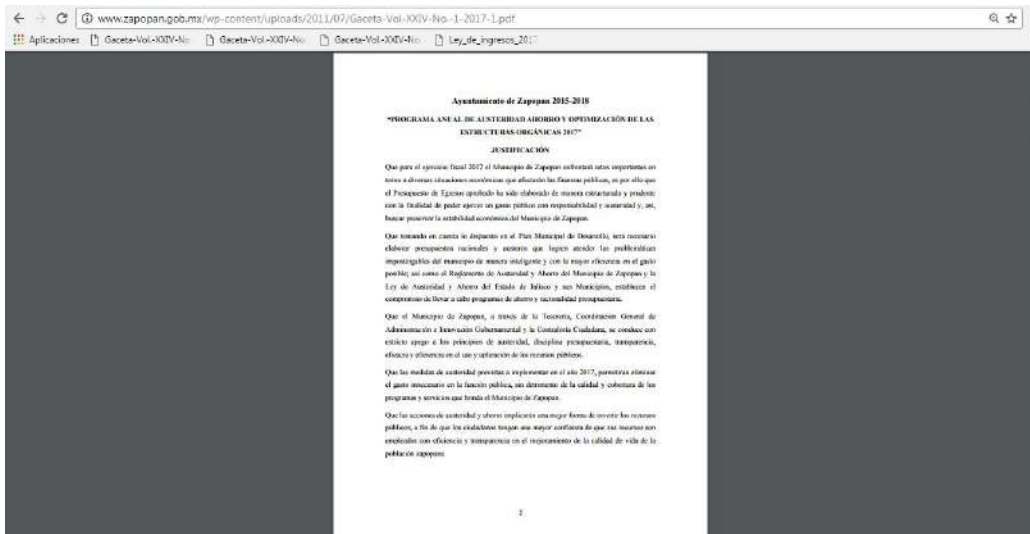 www.zapopan.gob.mx/wp-content/uploads/2011/07/Gaceta-Vol-XXIV-No.-1-2017-1.pdf
Aplicaciones Gaceta-Vol.-XXIV-No Gaceta-Vol.-XXIV-No Gaceta-Vol.-XXIV-No Ley_de_ingresos_201
Ayuntamiento de Zapopan 2015-2018
“PROGRAMA ANUAL DE AUSTERIDAD AHORRO Y OPTIMIZACIÓN DE LAS
ESTRUCTURAS ORGÁNICAS 2017”
JUSTIFICACIÓN
Que para el ejercicio fiscal 2017 el Municipio de Zapopan enfrentará retos importantes en
torno a diversas situaciones económicas que afectarán las finanzas públicas, es por ello que
el Presupuesto de Egresos aprobado ha sido elaborado de manera estructurada y prudente
con la finalidad de poder ejercer un gasto público con responsabilidad y austeridad y, así,
buscar preservar la estabilidad económica del Municipio de Zapopan.
Que tomando en cuenta lo dispuesto en el Plan Municipal de Desarrollo, será necesario
elaborar presupuestos racionales y austeros que logren atender las problemáticas
impostergables del municipio de manera inteligente y con la mayor eficiencia en el gasto
posible; así como el Reglamento de Austeridad y Ahorro del Municipio de Zapopan y la
Ley de Austeridad y Ahorro del Estado de Jalisco y sus Municipios, establecen el
compromiso de llevar a cabo programas de ahorro y racionalidad presupuestaria.
Que el Municipio de Zapopan, a través de la Tesorería, Coordinación General de
Administración e Innovación Gubernamental y la Contraloría Ciudadana, se conduce con
estricto apego a los principios de austeridad, disciplina presupuestaria, transparencia,
eficacia y eficiencia en el uso y aplicación de los recursos públicos.
Que las medidas de austeridad previstas a implementar en el año 2017, permitirán eliminar
el gasto innecesario en la función pública, sin detrimento de la calidad y cobertura de los
programas y servicios que brinda el Municipio de Zapopan.
Que las acciones de austeridad y ahorro implicarán una mejor forma de invertir los recursos
públicos, a fin de que los ciudadanos tengan una mayor confianza de que sus recursos son
empleados con eficiencia y transparencia en el mejoramiento de la calidad de vida de la
población zapopana
2